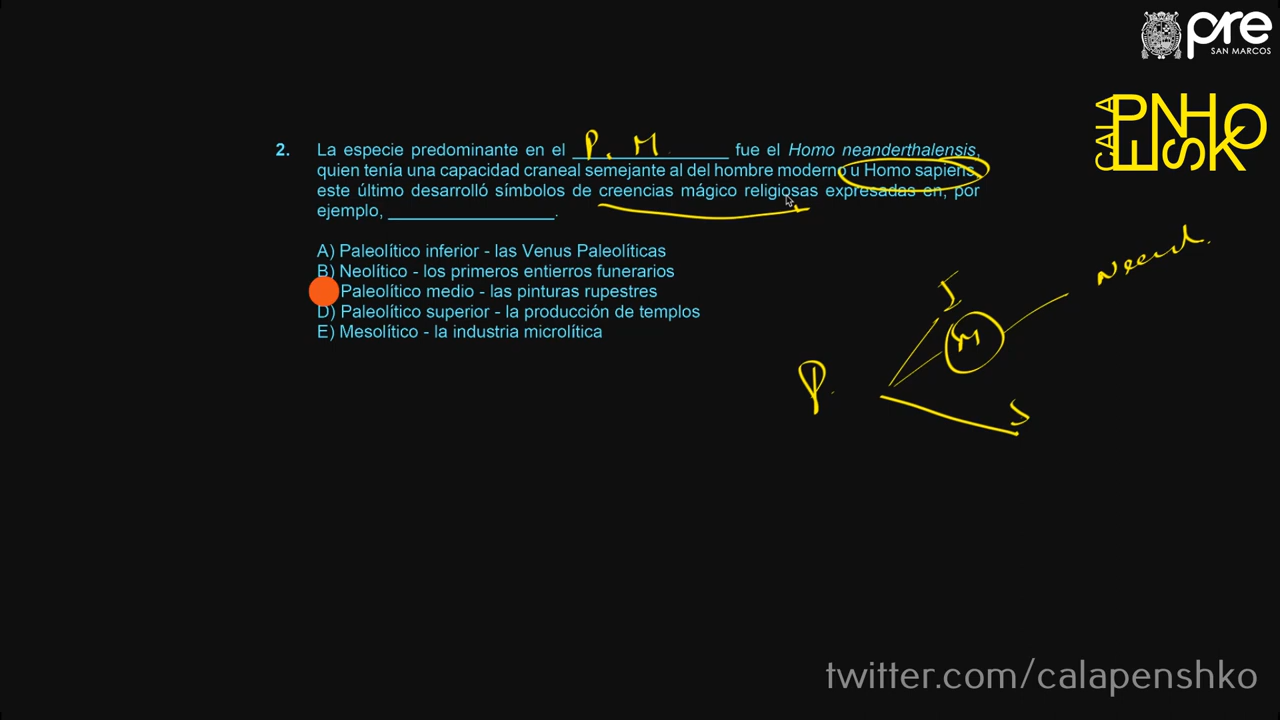 pre
SAN MARCOS
CALA
PENSHKO
2. La especie predominante en el P. M. fue el Homo neanderthalensis,
quien tenía una capacidad craneal semejante al del hombre moderno u Homo sapiens,
este último desarrolló símbolos de creencias mágico religiosas expresadas en, por
ejemplo, _________________.
A) Paleolítico inferior - las Venus Paleolíticas
B) Neolítico - los primeros entierros funerarios
Paleolítico medio - las pinturas rupestres
D) Paleolítico superior - la producción de templos
E) Mesolítico - la industria microlítica
I
M
P.
S
twitter.com/calapenshko